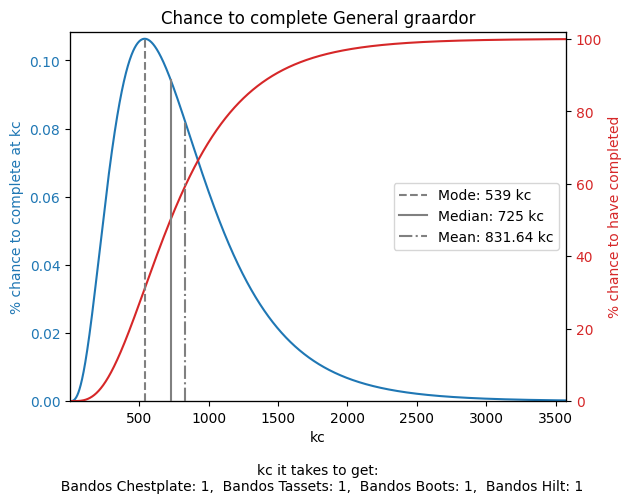 Chance to complete General graardor
% chance to complete at kc
0.10
0.08
0.06
0.04
0.02
0.00
100
80
60
40
20
0
% chance to have completed
Mode: 539 kc
Median: 725 kc
Mean: 831.64 kc
500 1000 1500 2000 2500 3000 3500
kc
kc it takes to get:
Bandos Chestplate: 1, Bandos Tassets: 1, Bandos Boots: 1, Bandos Hilt: 1